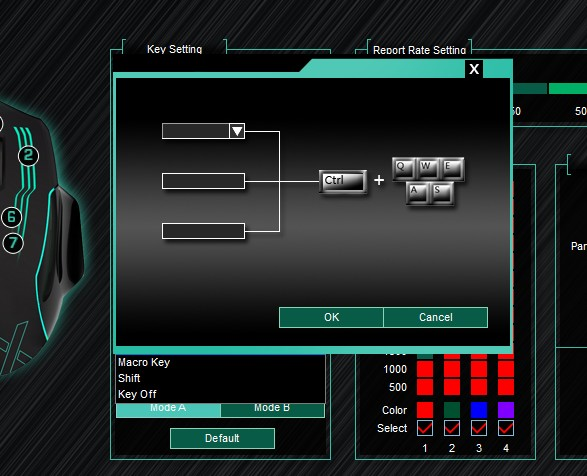 Key Setting
Report Rate Setting
X
2
6
7
Ctrl
+
Q W E
A S
OK
Cancel
Macro Key
Shift
Key Off
Mode A
Mode B
Default
1000
500
Color
Select
1 2 3 4